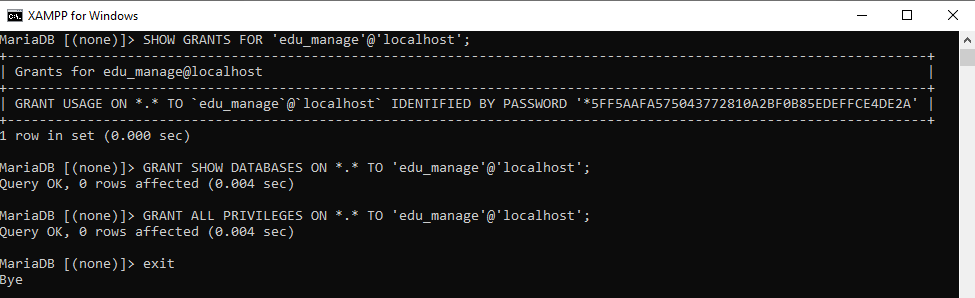 XAMPP for Windows
MariaDB [(none)]> SHOW GRANTS FOR 'edu_manage'@'localhost';
+------------------------------------------------------------------------------------------------------------------+
| Grants for edu_manage@localhost                                                                                  |
+------------------------------------------------------------------------------------------------------------------+
| GRANT USAGE ON *.* TO `edu_manage`@`localhost` IDENTIFIED BY PASSWORD '*5FF5AAFA575043772810A2BF0B85EDEFFCE4DE2A' |
+------------------------------------------------------------------------------------------------------------------+
1 row in set (0.000 sec)
MariaDB [(none)]> GRANT SHOW DATABASES ON *.* TO 'edu_manage'@'localhost';
Query OK, 0 rows affected (0.004 sec)
MariaDB [(none)]> GRANT ALL PRIVILEGES ON *.* TO 'edu_manage'@'localhost';
Query OK, 0 rows affected (0.004 sec)
MariaDB [(none)]> exit
Bye